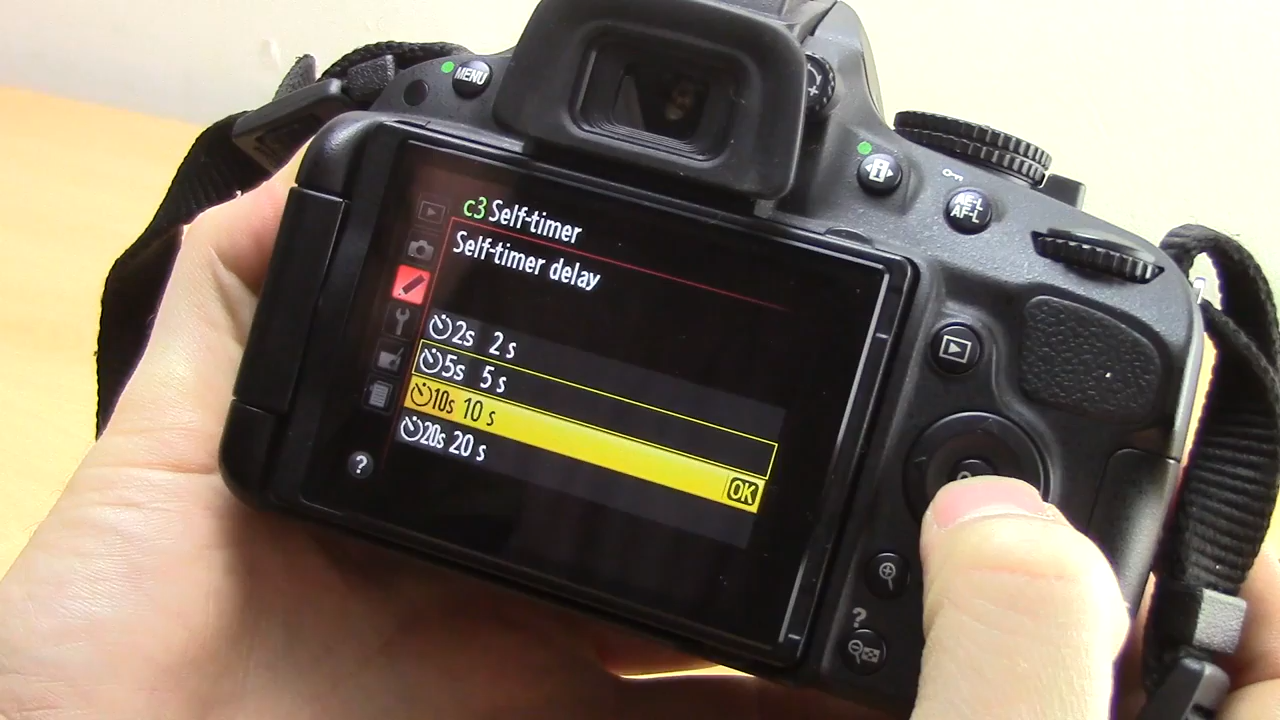 MENU
c3 Self-timer
Self-timer delay
2s 2 s
5s 5 s
10s 10 s
20s 20 s
OK
?
i
AE-L
AF-L
?